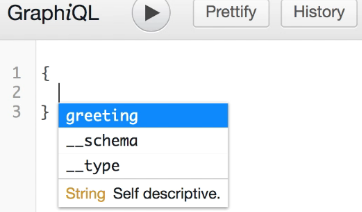 GraphiQL Prettify History
1 {
2
3 }
greeting
__schema
__type
String Self descriptive.